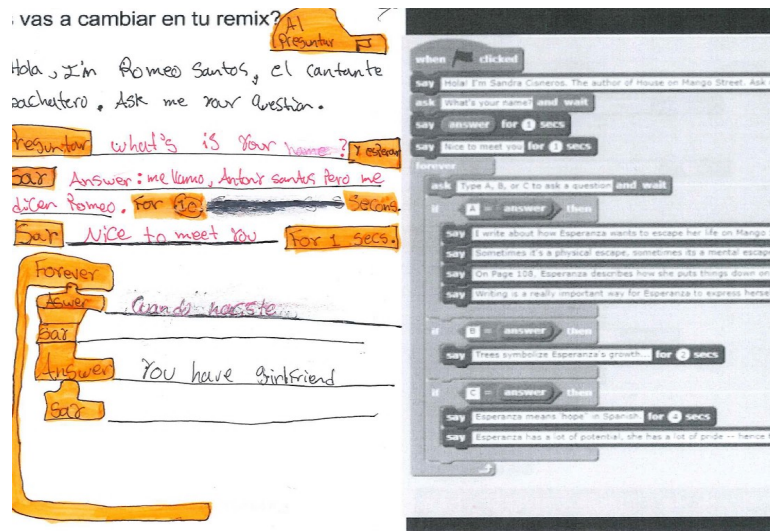 vas a cambiar en tu remix?
Al
Presuntar
Hola, I'm Romeo Santos, el cantante
bachatero. Ask me your Question.
Presuntar what's is Your name? Y esperar
Say Answer: me llamo, Antony santos Pero me
dicen Romeo. For 10 Secons.
Say Nice to meet You For 1 secs.
Forever
Aswer
Say
Answer You have girlfriend
Say
when clicked
say Hola! I'm Sandra Cisneros. The author of House on Mango Street. Ask
ask What's your name? and wait
say answer for 1 secs
say Nice to meet you for 1 secs
forever
ask Type A, B, or C to ask a question and wait
if A = answer then
say I write about how Esperanza wants to escape her life on Mango
say Sometimes it's a physical escape, sometimes its a mental escape
say On Page 108, Esperanza describes how she puts things down on
say Writing is a really important way for Esperanza to express herse
if B = answer then
say Trees symbolize Esperanza's growth... for 2 secs
if C = answer then
say Esperanza means "hope" in Spanish. for 4 secs
say Esperanza has a lot of potential, she has a lot of pride -- hence